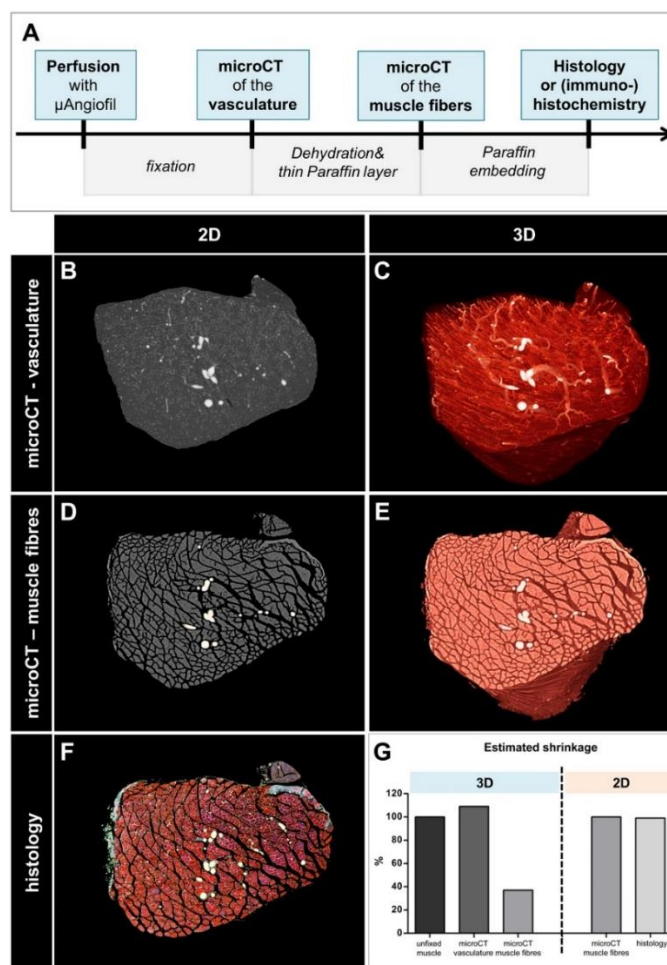 A
Perfusion
with
µAngiofil
microCT
of the
vasculature
microCT
of the
muscle fibers
Histology
or (immuno-)
histochemistry
fixation
Dehydration&
thin Paraffin layer
Paraffin
embedding
2D
3D
microCT - vasculature
B
C
microCT – muscle fibres
D
E
histology
F
G
Estimated shrinkage
3D
2D
%
120
100
80
60
40
20
0
unfixed
muscle
microCT
vasculature
microCT
muscle fibres
microCT
muscle fibres
histology